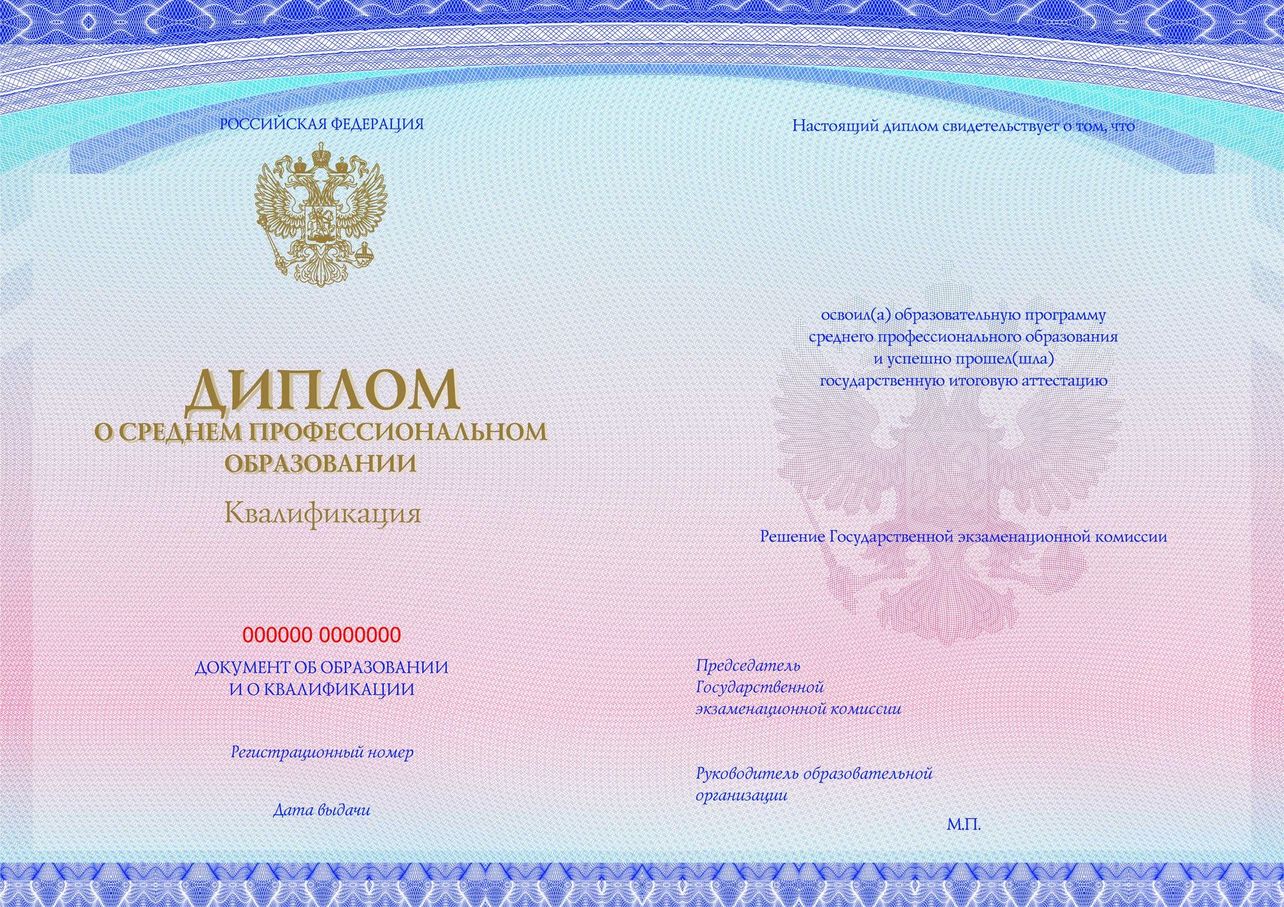 РОССИЙСКАЯ ФЕДЕРАЦИЯ
ДИПЛОМ
О СРЕДНЕМ ПРОФЕССИОНАЛЬНОМ
ОБРАЗОВАНИИ
Квалификация
000000 0000000
ДОКУМЕНТ ОБ ОБРАЗОВАНИИ
И О КВАЛИФИКАЦИИ
Регистрационный номер
Дата выдачи
Настоящий диплом свидетельствует о том, что
освоил(а) образовательную программу
среднего профессионального образования
и успешно прошел(шла)
государственную итоговую аттестацию
Решение Государственной экзаменационной комиссии
Председатель
Государственной
экзаменационной комиссии
Руководитель образовательной
организации
М.П.